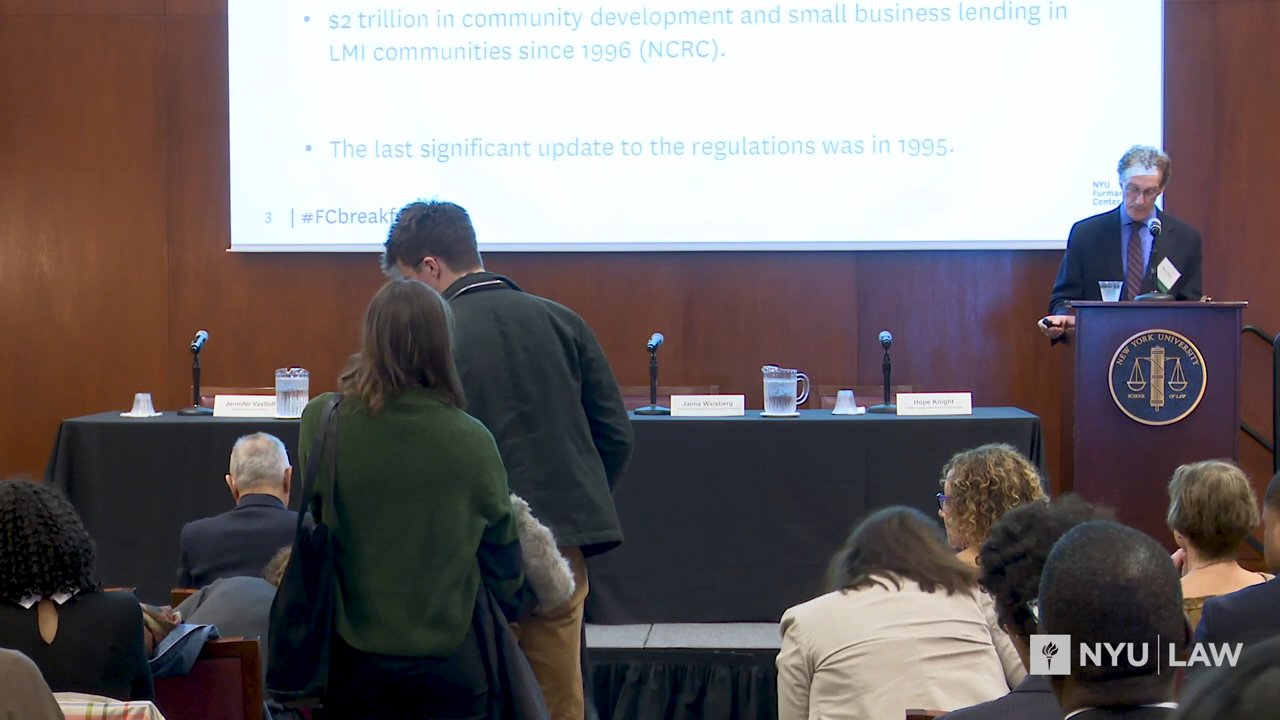 • $2 trillion in community development and small business lending in
LMI communities since 1996 (NCRC).
• The last significant update to the regulations was in 1995.
3 | #FCbreakf
NYU
Furman
Center
Jennifer Vasiloff
Janne Weisberg
Hope Knight
NEW YORK UNIVERSITY
SCHOOL OF LAW
NYU LAW